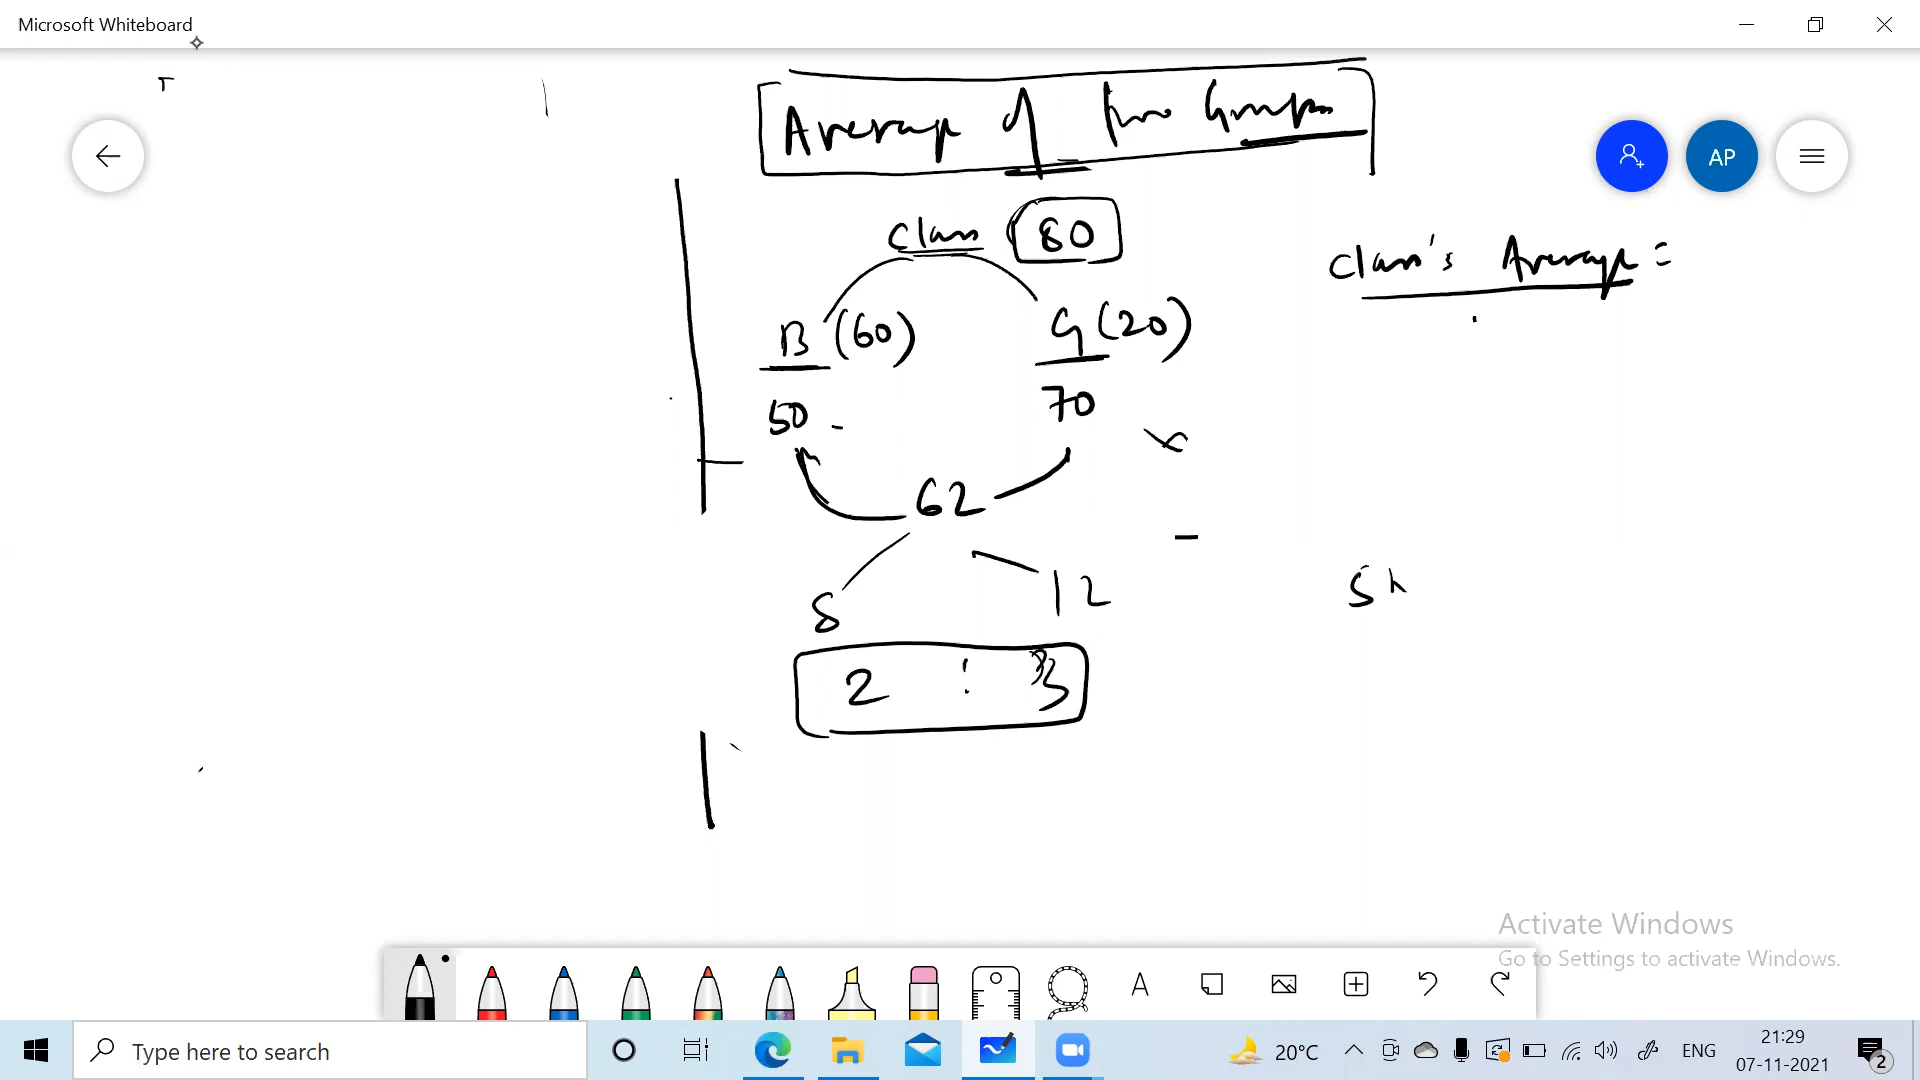 Microsoft Whiteboard
Average of two Groups
Class 80
Class's Average =
B (60) G (20)
50 70
62
8 12
2 : 3
AP
Activate Windows
Go to Settings to activate Windows.
A
Type here to search
20°C
ENG
21:29
07-11-2021
2